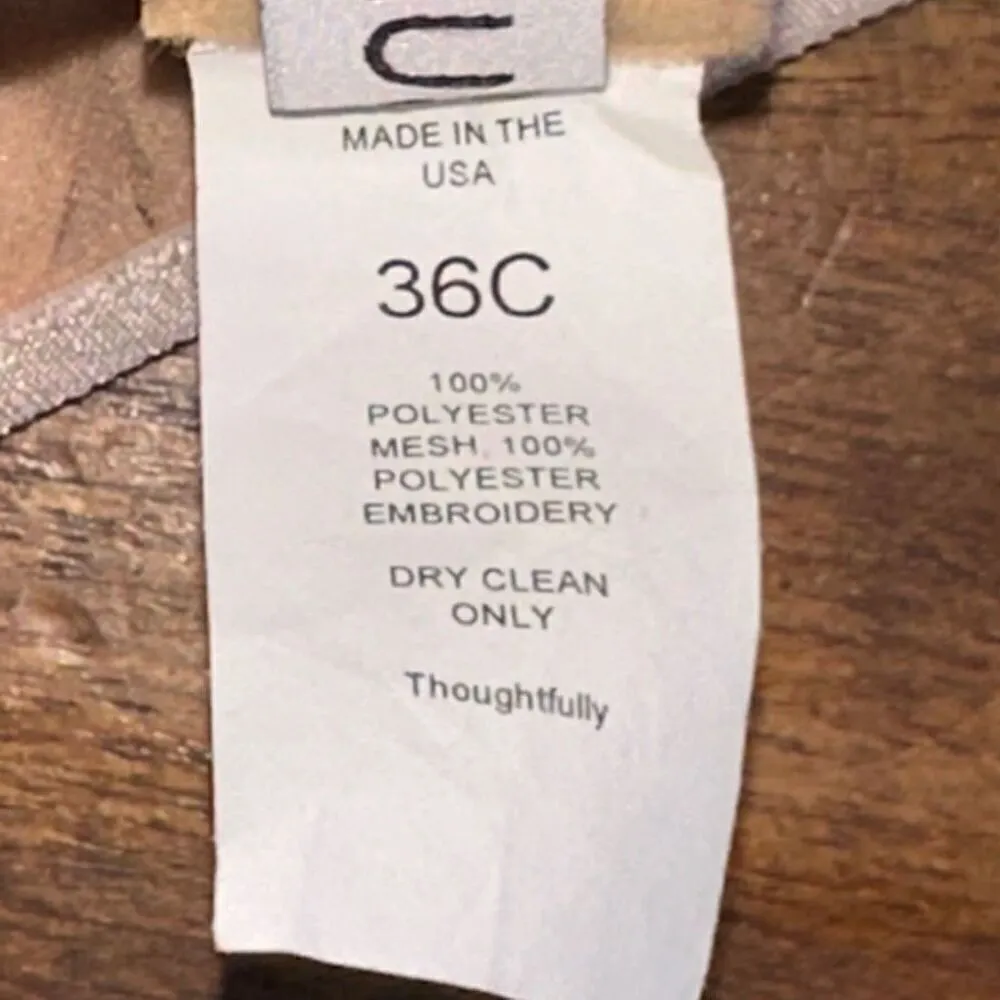 MADE IN THE
USA
36C
100%
POLYESTER
MESH, 100%
POLYESTER
EMBROIDERY
DRY CLEAN
ONLY
Thoughtfully